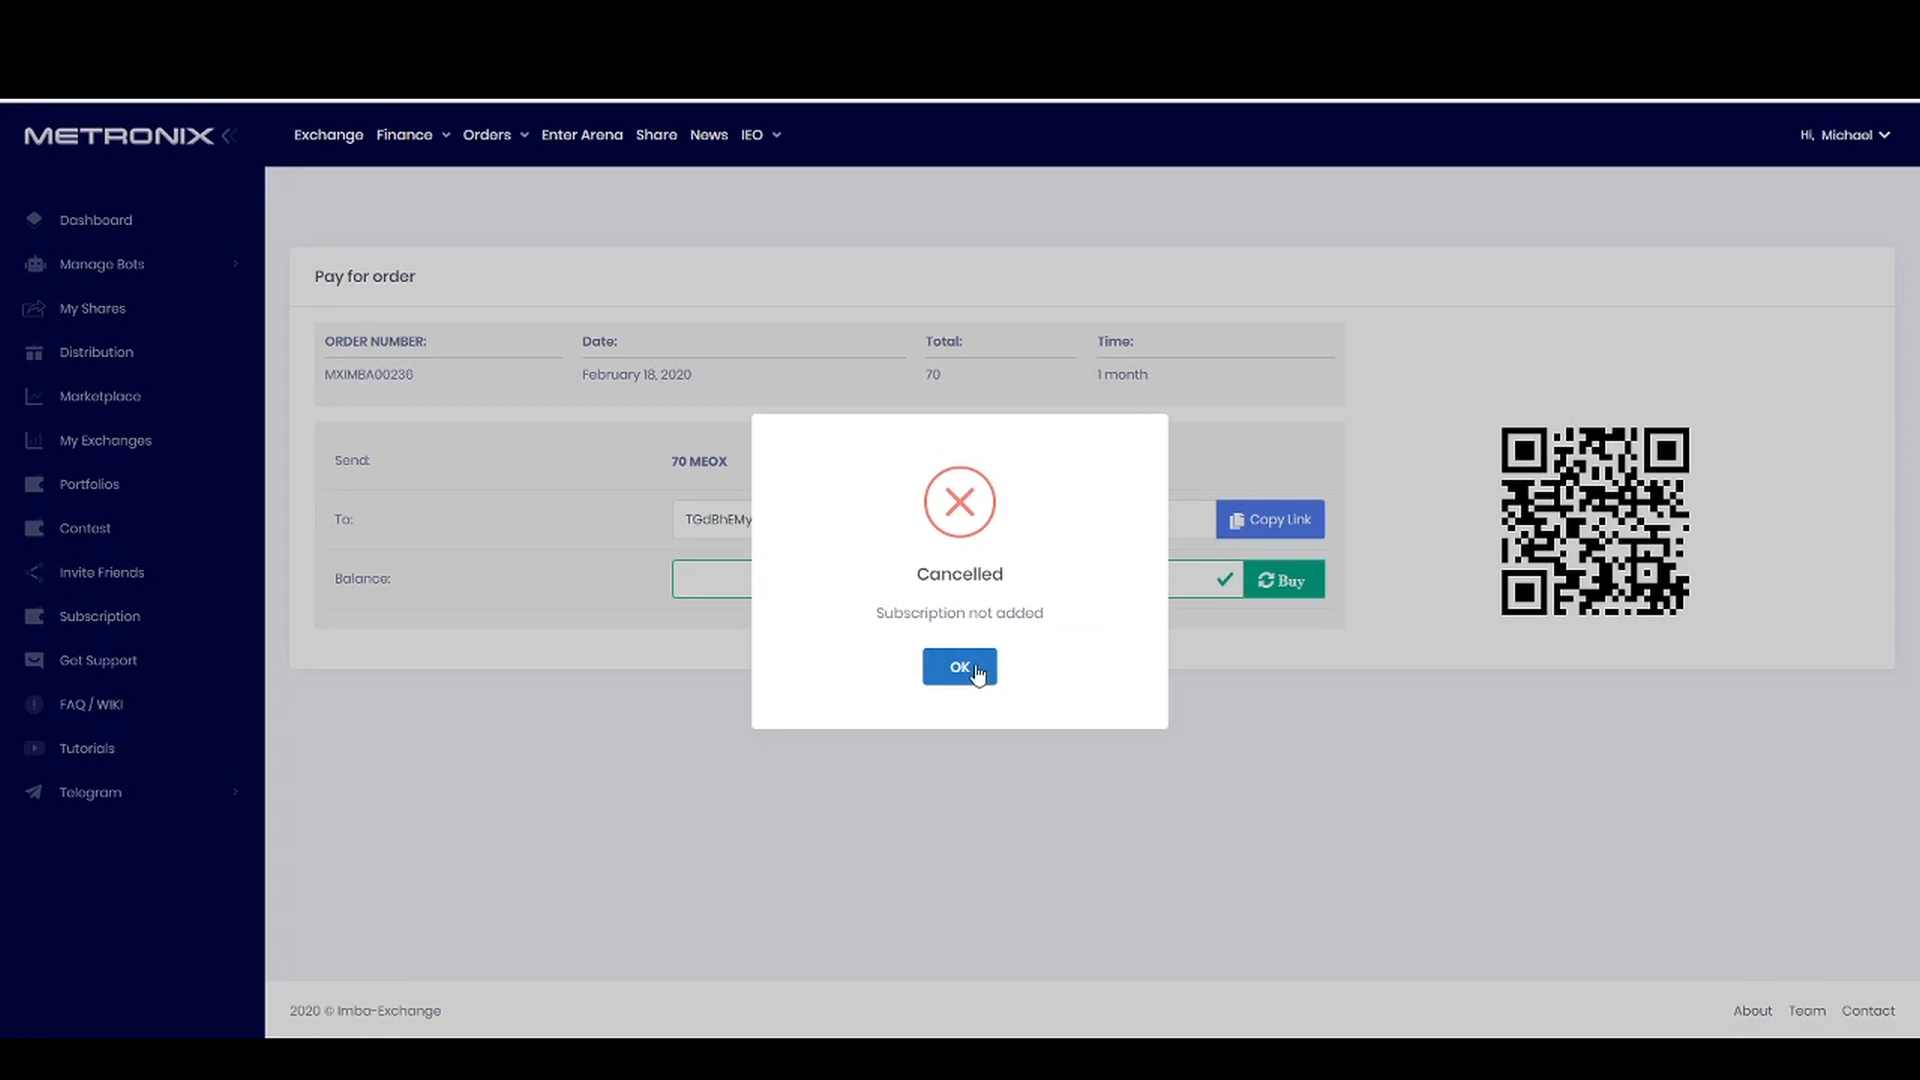 METRONIX
Exchange Finance Orders Enter Arena Share News IEO
Hi, Michael
Dashboard
Manage Bots
My Shares
Distribution
Marketplace
My Exchanges
Portfolios
Contest
Invite Friends
Subscription
Get Support
FAQ / WIKI
Tutorials
Telegram
Pay for order
ORDER NUMBER: Date: Total: Time:
MXIMBA00236 February 18, 2020 70 1 month
Send: 70 MEOX
To: TGdBhEMy Copy Link
Balance: Buy
Cancelled
Subscription not added
OK
2020 © Imba-Exchange
About Team Contact